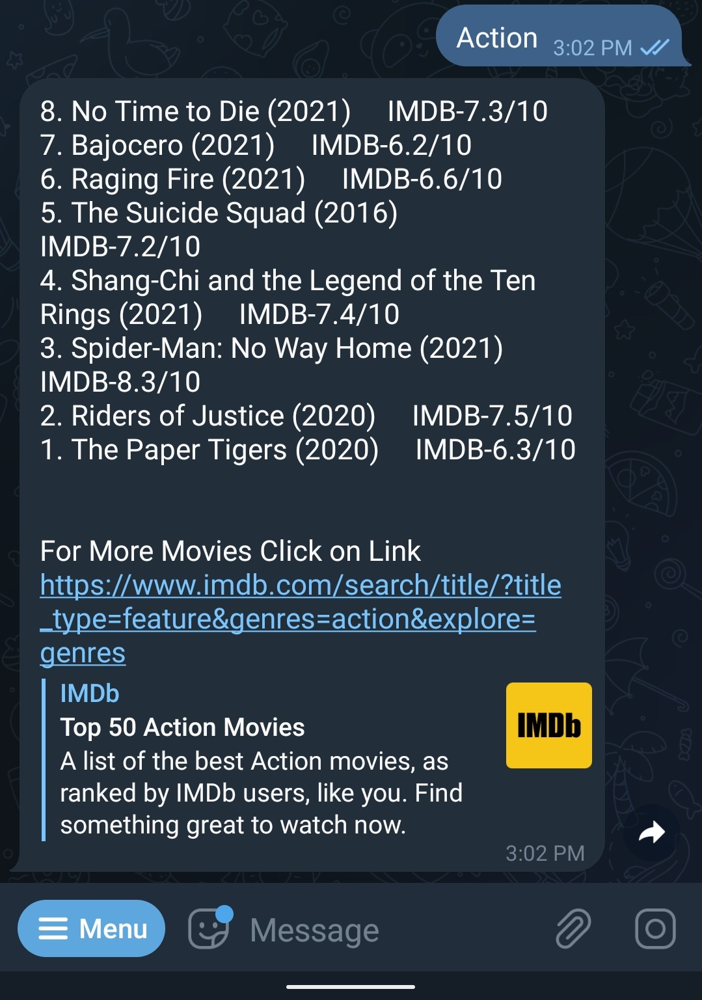 Action 3:02 PM
8. No Time to Die (2021) IMDB-7.3/10
7. Bajocero (2021) IMDB-6.2/10
6. Raging Fire (2021) IMDB-6.6/10
5. The Suicide Squad (2016)
IMDB-7.2/10
4. Shang-Chi and the Legend of the Ten
Rings (2021) IMDB-7.4/10
3. Spider-Man: No Way Home (2021)
IMDB-8.3/10
2. Riders of Justice (2020) IMDB-7.5/10
1. The Paper Tigers (2020) IMDB-6.3/10
For More Movies Click on Link
https://www.imdb.com/search/title/?title
_type=feature&genres=action&explore=
genres
IMDb
Top 50 Action Movies
A list of the best Action movies, as
ranked by IMDb users, like you. Find
something great to watch now.
IMDb
3:02 PM
Menu Message